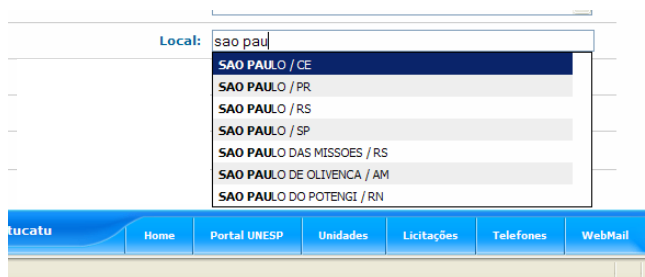 Local: sao pau
SAO PAULO / CE
SAO PAULO / PR
SAO PAULO / RS
SAO PAULO / SP
SAO PAULO DAS MISSOES / RS
SAO PAULO DE OLIVENCA / AM
SAO PAULO DO POTENGI / RN
tucatu Home Portal UNESP Unidades Licitações Telefones WebMail